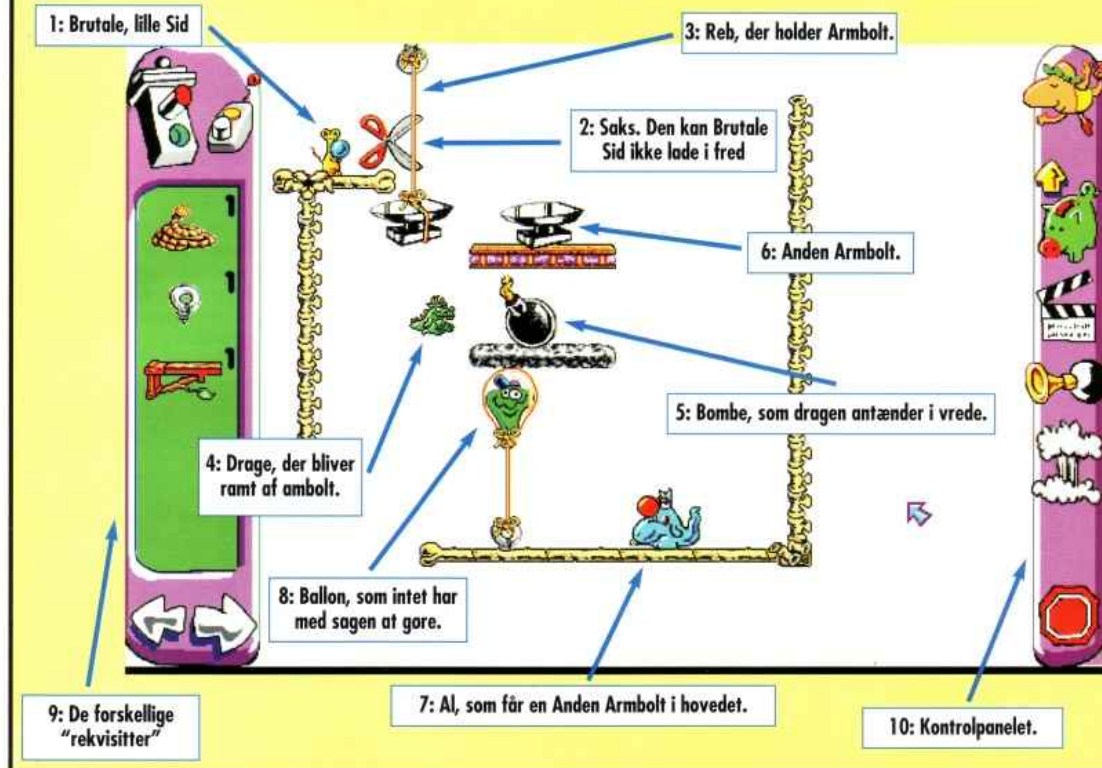 1: Brutale, lille Sid
3: Reb, der holder Armbolt.
2: Saks. Den kan Brutale
Sid ikke lade i fred
6: Anden Armbolt.
5: Bombe, som dragen antænder i vrede.
4: Drage, der bliver
ramt af ambolt.
8: Ballon, som intet har
med sagen at gøre.
7: Al, som får en Anden Armbolt i hovedet.
9: De forskellige
"rekvisitter"
10: Kontrolpanelet.
1
1
1